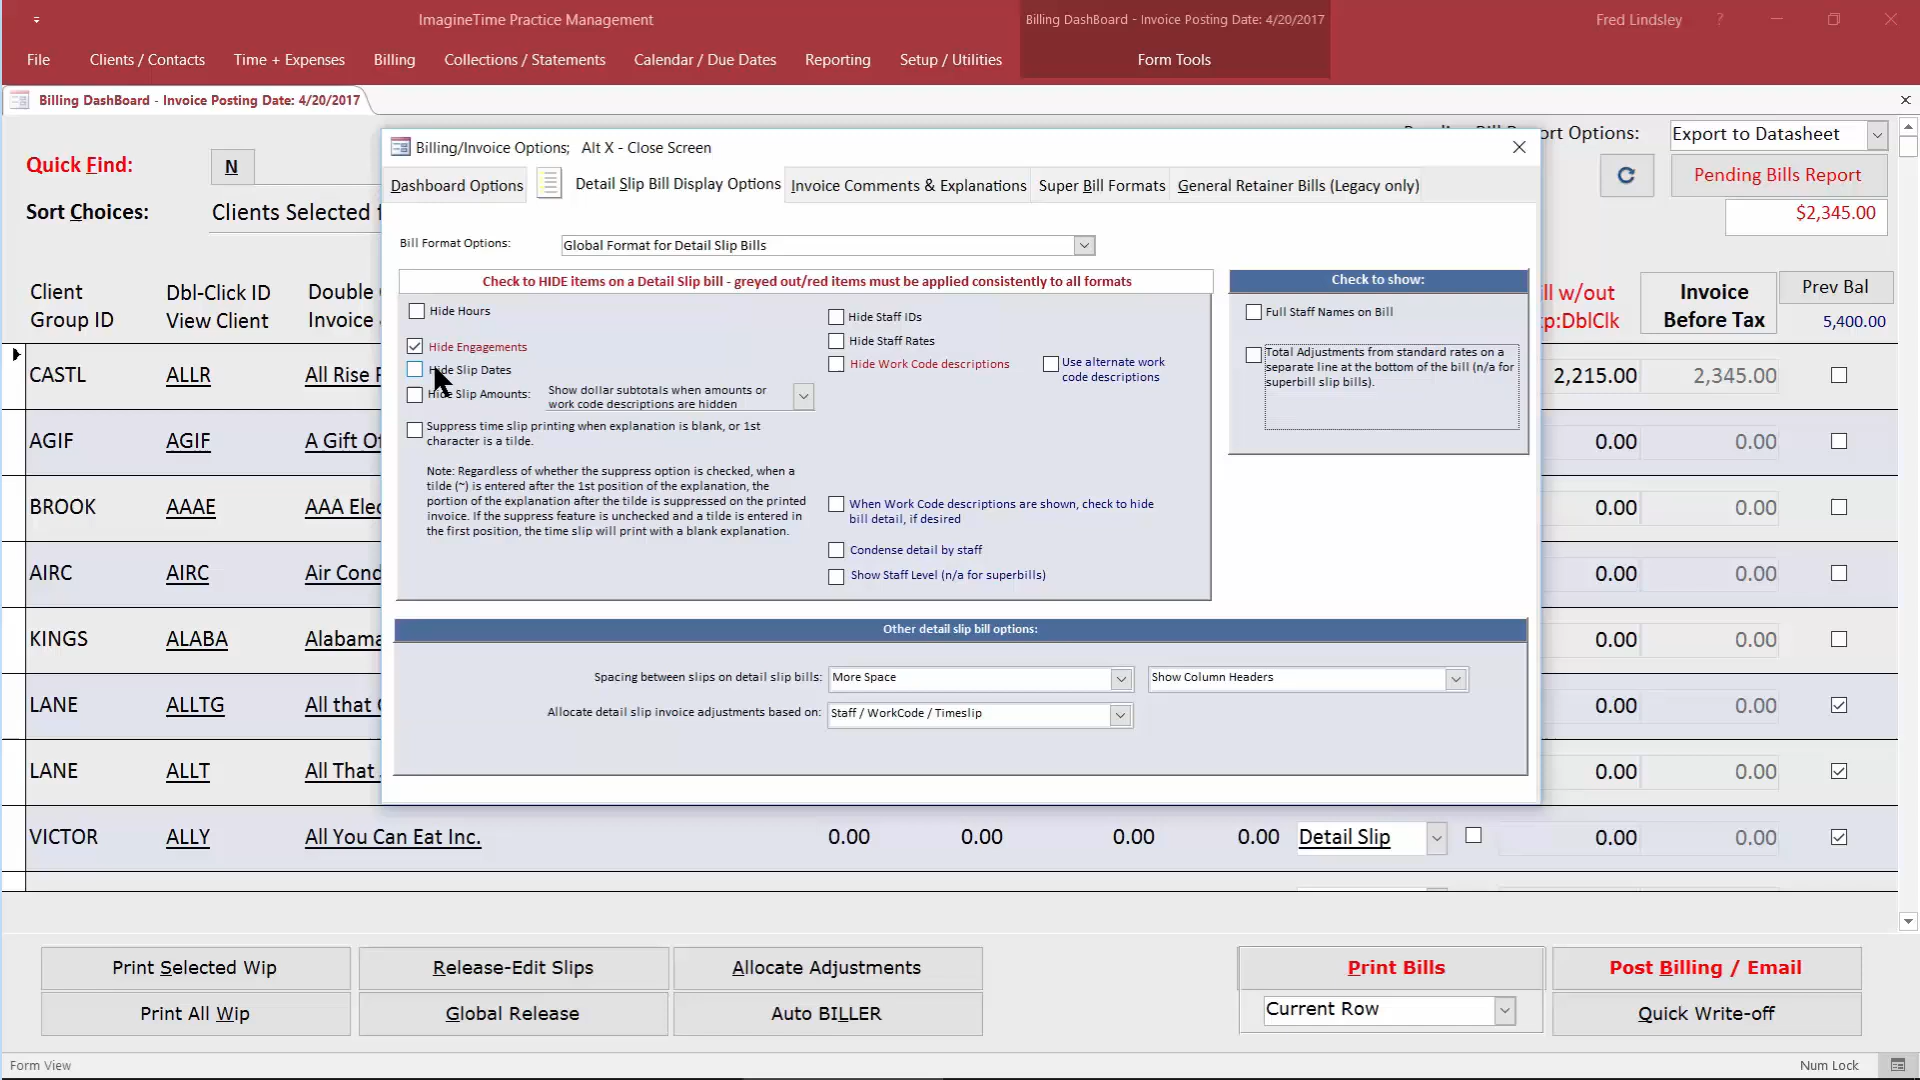 ImagineTime Practice Management
Billing DashBoard - Invoice Posting Date: 4/20/2017
Fred Lindsley
?
File
Clients / Contacts
Time + Expenses
Billing
Collections / Statements
Calendar / Due Dates
Reporting
Setup / Utilities
Form Tools
Billing DashBoard - Invoice Posting Date: 4/20/2017
Quick Find:
N
Sort Choices:
Clients Selected
ort Options:
Export to Datasheet
Pending Bills Report
$2,345.00
Billing/Invoice Options; Alt X - Close Screen
Dashboard Options
Detail Slip Bill Display Options
Invoice Comments & Explanations
Super Bill Formats
General Retainer Bills (Legacy only)
Bill Format Options:
Global Format for Detail Slip Bills
Check to HIDE items on a Detail Slip bill - greyed out/red items must be applied consistently to all formats
Hide Hours
Hide Engagements
Hide Slip Dates
Hide Slip Amounts:
Show dollar subtotals when amounts or
work code descriptions are hidden
Suppress time slip printing when explanation is blank, or 1st
character is a tilde.
Note: Regardless of whether the suppress option is checked, when a
tilde (~) is entered after the 1st position of the explanation, the
portion of the explanation after the tilde is suppressed on the printed
invoice. If the suppress feature is unchecked and a tilde is entered in
the first position, the time slip will print with a blank explanation.
Hide Staff IDs
Hide Staff Rates
Hide Work Code descriptions
Use alternate work
code descriptions
When Work Code descriptions are shown, check to hide
bill detail, if desired
Condense detail by staff
Show Staff Level (n/a for superbills)
Check to show:
Full Staff Names on Bill
Total Adjustments from standard rates on a
separate line at the bottom of the bill (n/a for
superbill slip bills).
Other detail slip bill options:
Spacing between slips on detail slip bills:
More Space
Show Column Headers
Allocate detail slip invoice adjustments based on:
Staff / WorkCode / Timeslip
Client
Group ID
Dbl-Click ID
View Client
Double
Invoice
ll w/out
xp:DblClk
Invoice
Before Tax
Prev Bal
5,400.00
CASTL ALLR All Rise 2,215.00 2,345.00
AGIF AGIF A Gift Of 0.00 0.00
BROOK AAAE AAA Elec 0.00 0.00
AIRC AIRC Air Cond 0.00 0.00
KINGS ALABA Alabama 0.00 0.00
LANE ALLTG All that 0.00 0.00
LANE ALLT All That 0.00 0.00
VICTOR ALLY All You Can Eat Inc. 0.00 0.00 0.00 0.00 Detail Slip 0.00 0.00
Print Selected Wip
Release-Edit Slips
Allocate Adjustments
Print Bills
Post Billing / Email
Print All Wip
Global Release
Auto BILLER
Current Row
Quick Write-off
Form View
Num Lock